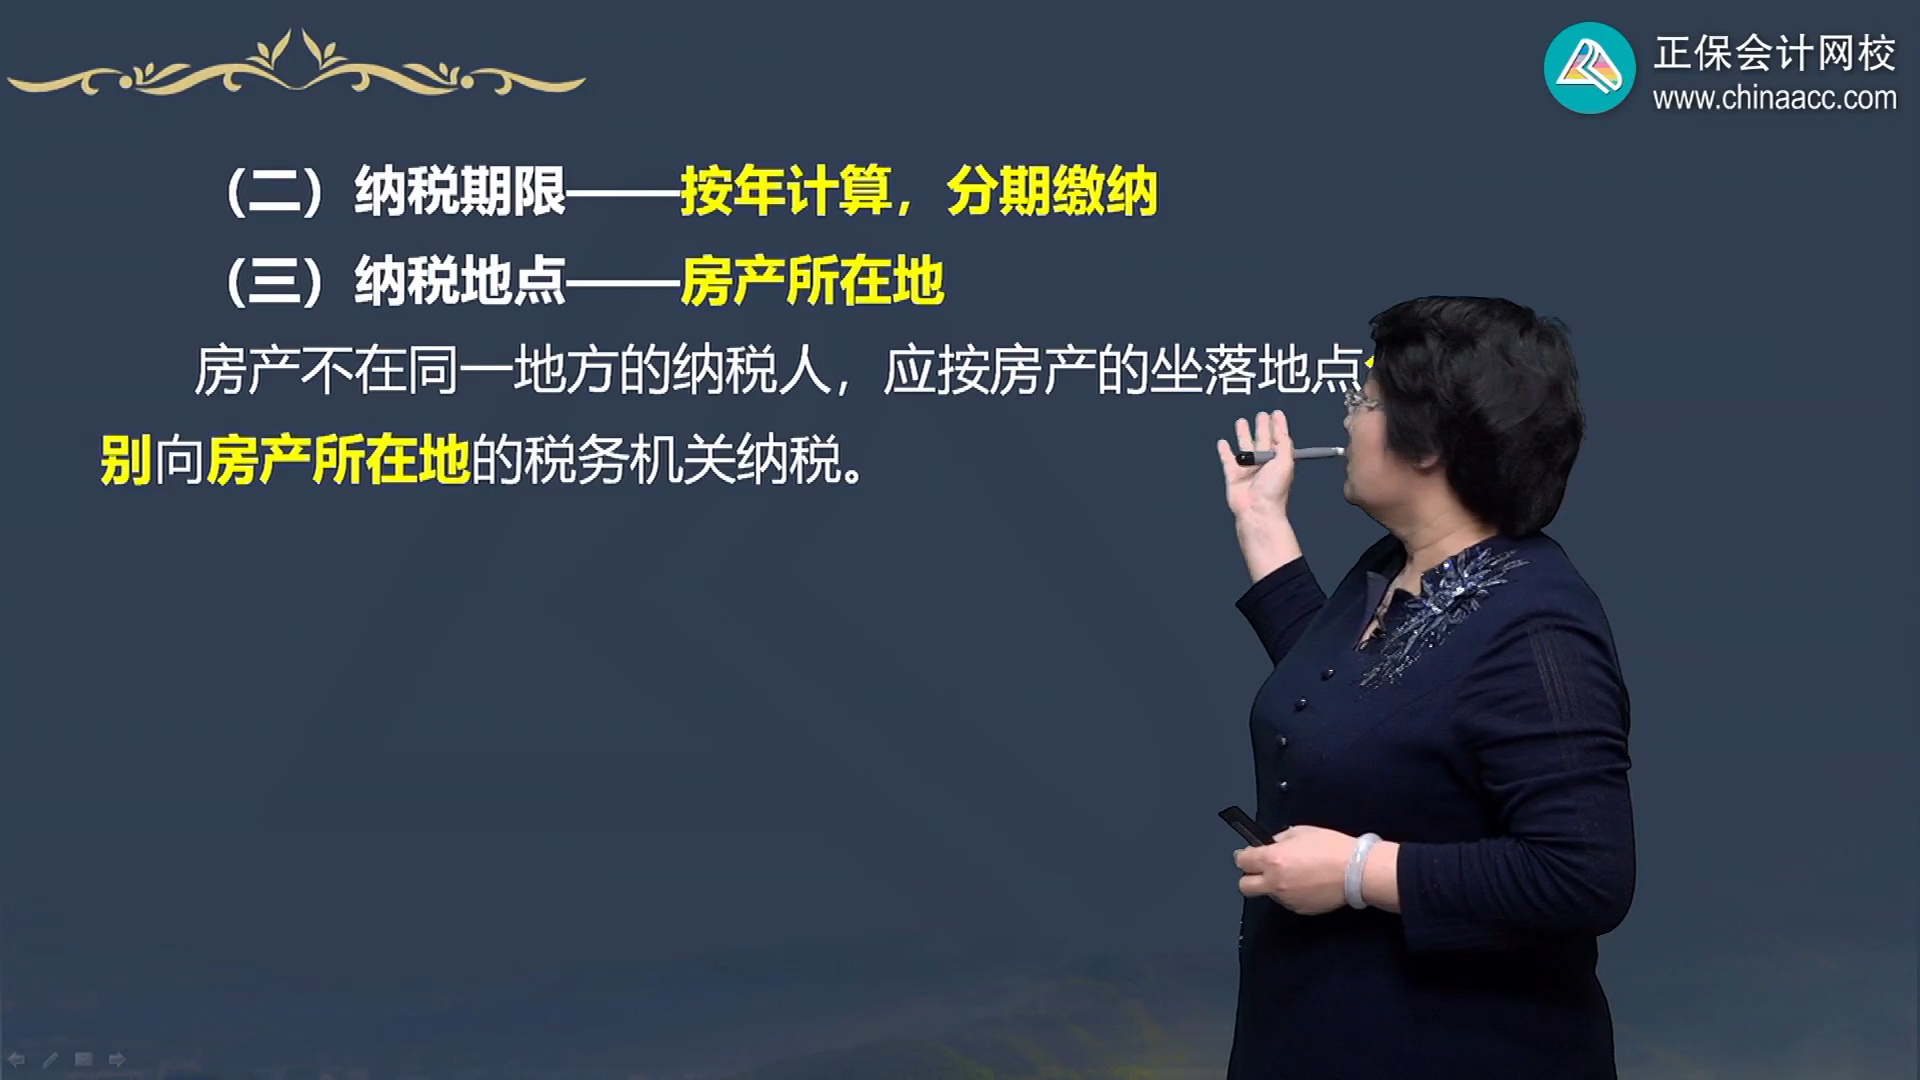 正保会计网校
www.chinaacc.com
（二）纳税期限——按年计算，分期缴纳
（三）纳税地点——房产所在地
房产不在同一地方的纳税人，应按房产的坐落地点
别向房产所在地的税务机关纳税。